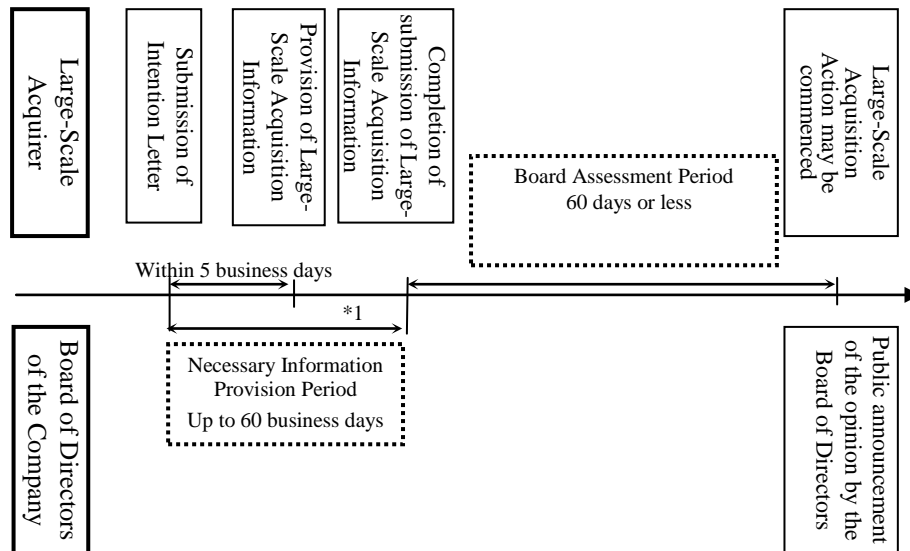 Large-Scale
Acquirer
Submission of
Intention Letter
Provision of Large-
Scale Acquisition
Information
Completion of
submission of Large-
Scale Acquisition
Information
Large-Scale
Acquisition
Action may be
commenced
Board Assessment Period
60 days or less
Within 5 business days
*1
Necessary Information
Provision Period
Up to 60 business days
Board of Directors
of the Company
Public announcement
of the opinion by the
Board of Directors